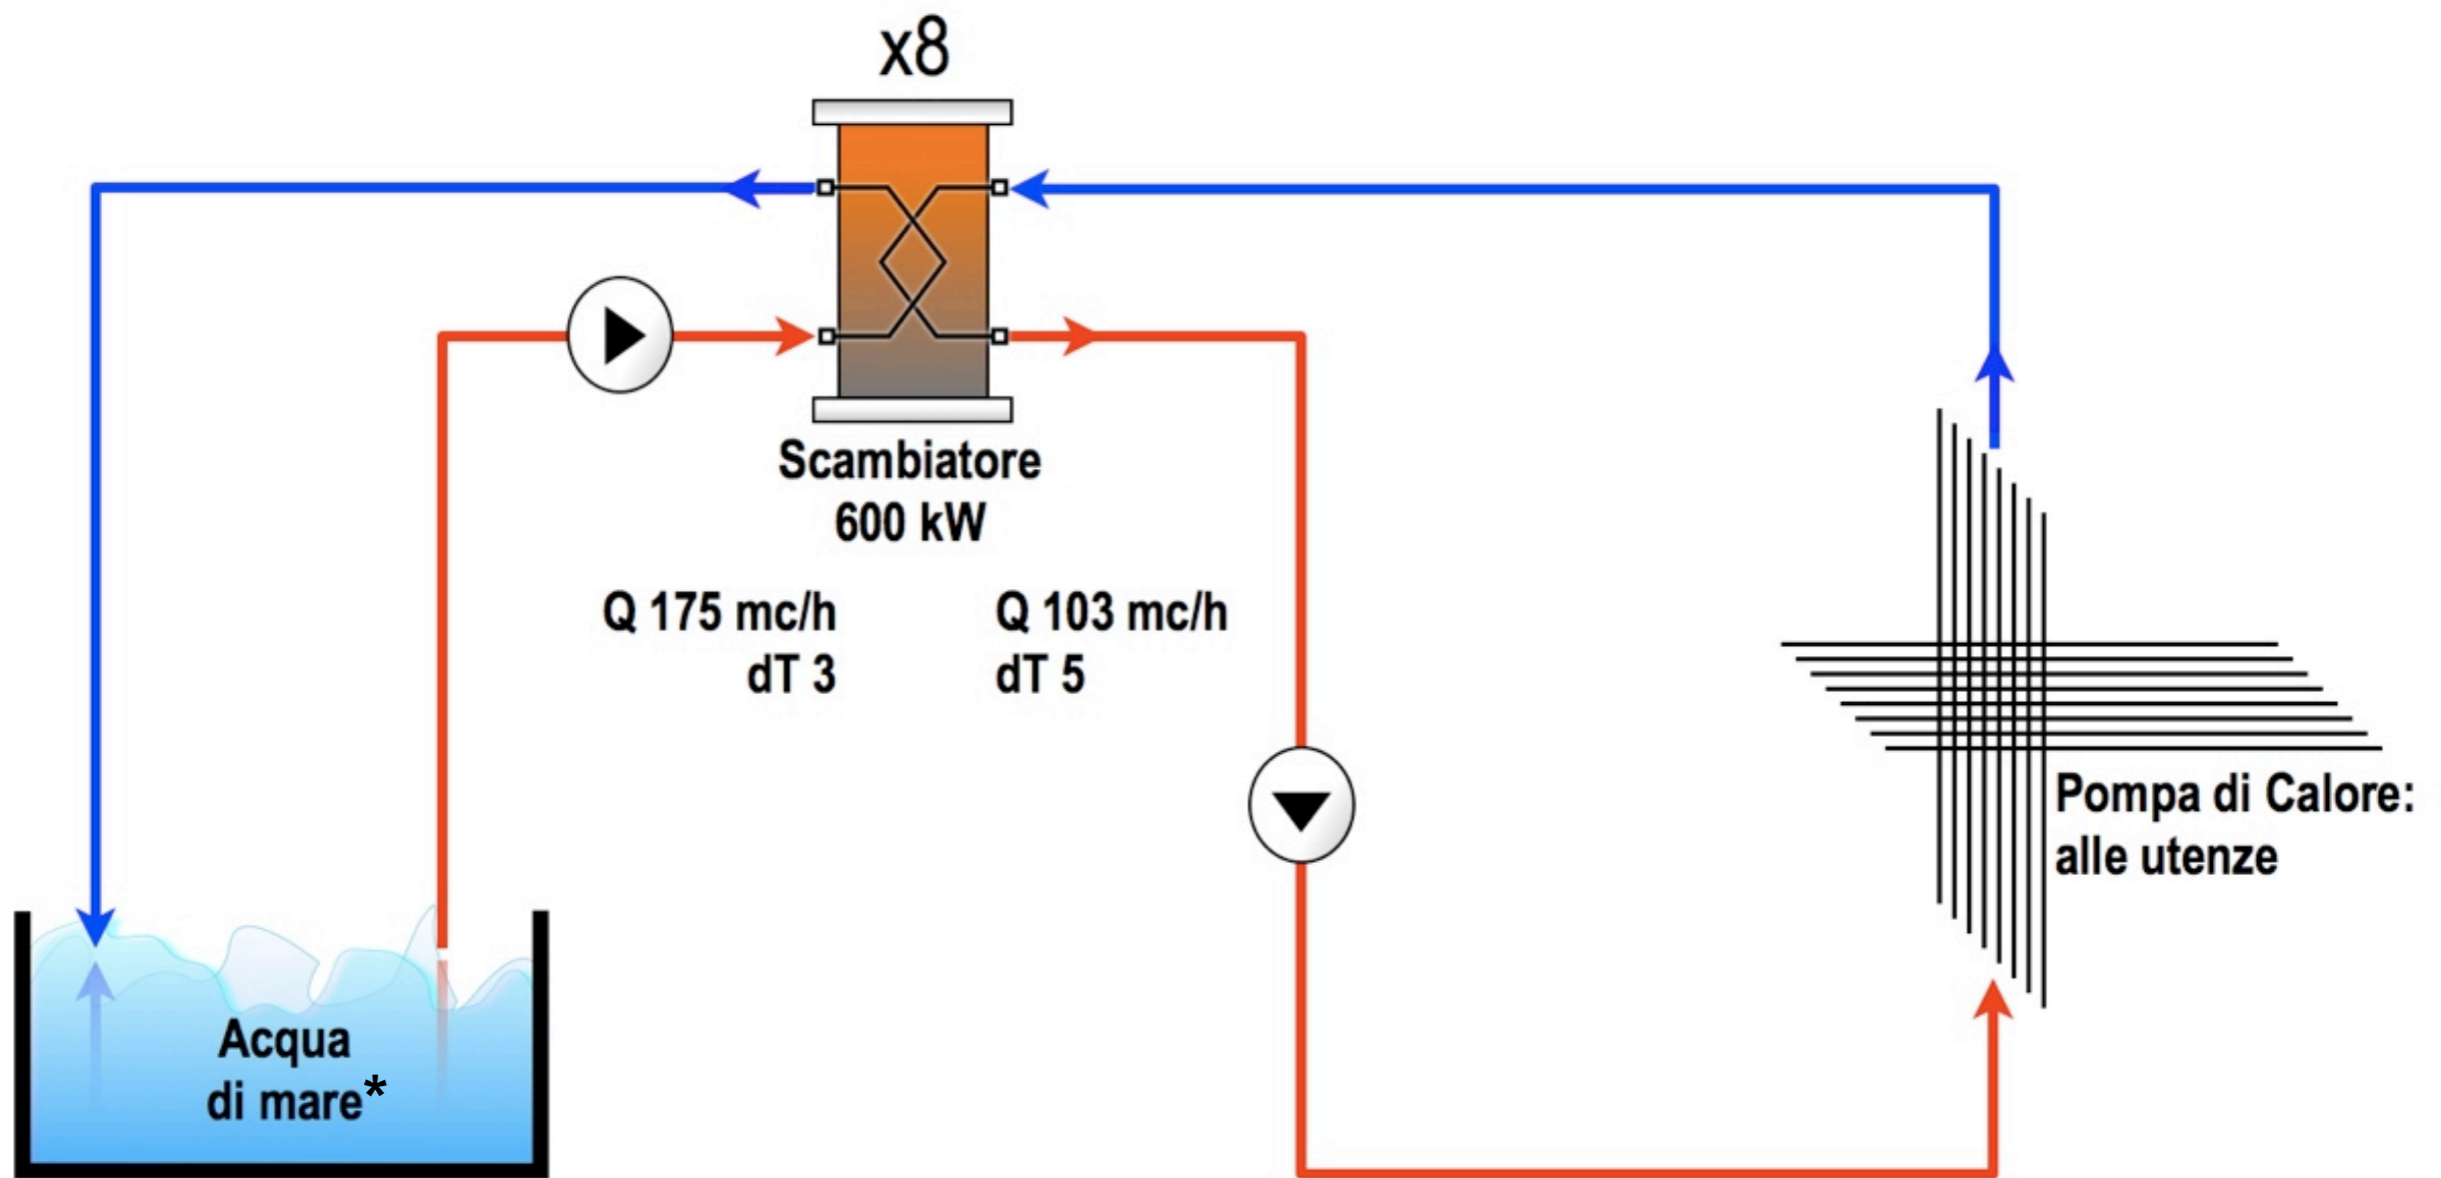 x8
Scambiatore
600 kW
Q 175 mc/h
dT 3
Q 103 mc/h
dT 5
Pompa di Calore:
alle utenze
Acqua
di mare*